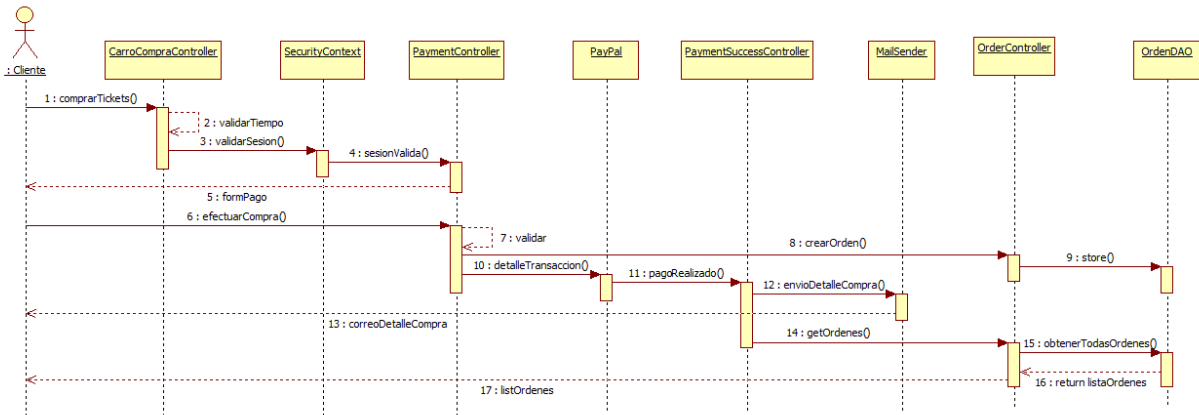 : Cliente
CarroCompraController
SecurityContext
PaymentController
PayPal
PaymentSuccessController
MailSender
OrderController
OrdenDAO
1 : comprarTickets()
2 : validarTiempo
3 : validarSesion()
4 : sesionValida()
5 : formPago
6 : efectuarCompra()
7 : validar
8 : crearOrden()
9 : store()
10 : detalleTransaccion()
11 : pagoRealizado()
12 : envioDetalleCompra()
13 : correoDetalleCompra
14 : getOrdenes()
15 : obtenerTodasOrdenes()
16 : return listaOrdenes
17 : listOrdenes